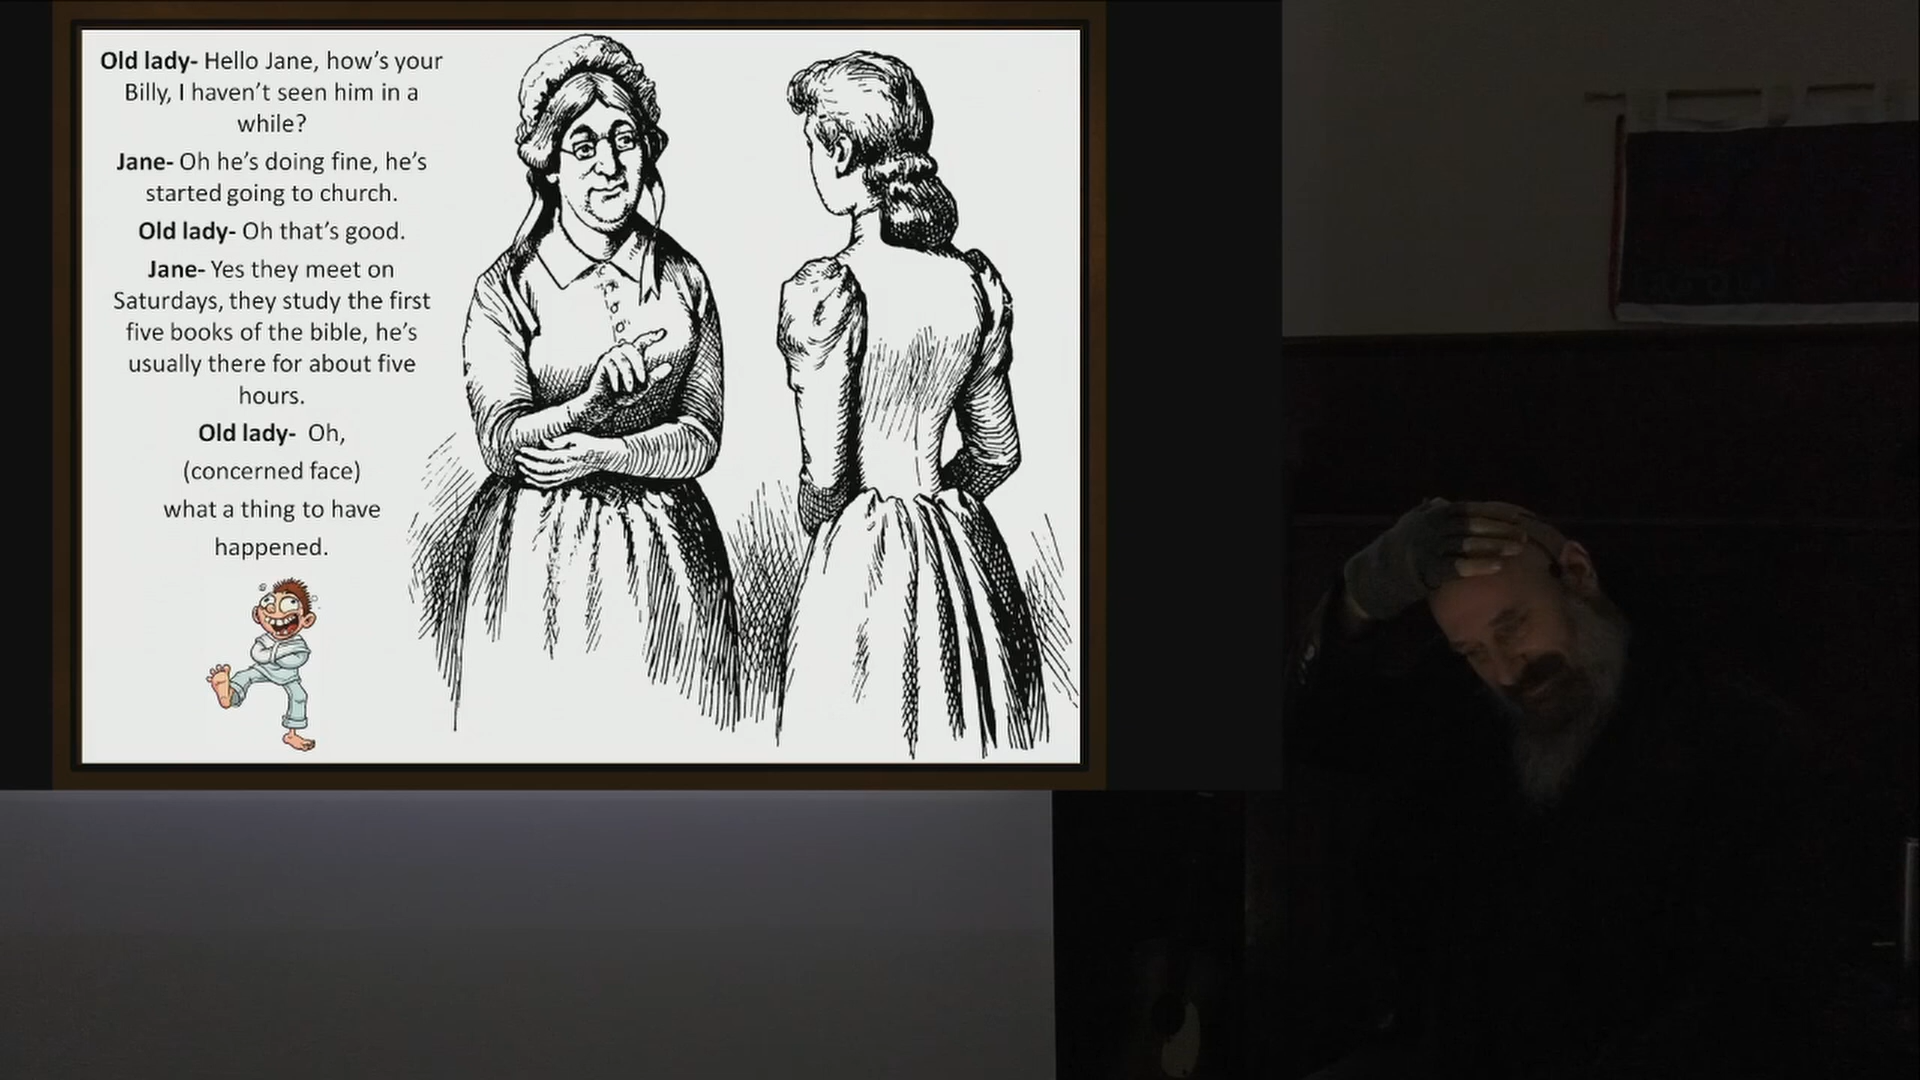 Old lady- Hello Jane, how's your
Billy, I haven't seen him in a
while?
Jane- Oh he's doing fine, he's
started going to church.
Old lady- Oh that's good.
Jane- Yes they meet on
Saturdays, they study the first
five books of the bible, he's
usually there for about five
hours.
Old lady-  Oh,
(concerned face)
what a thing to have
happened.